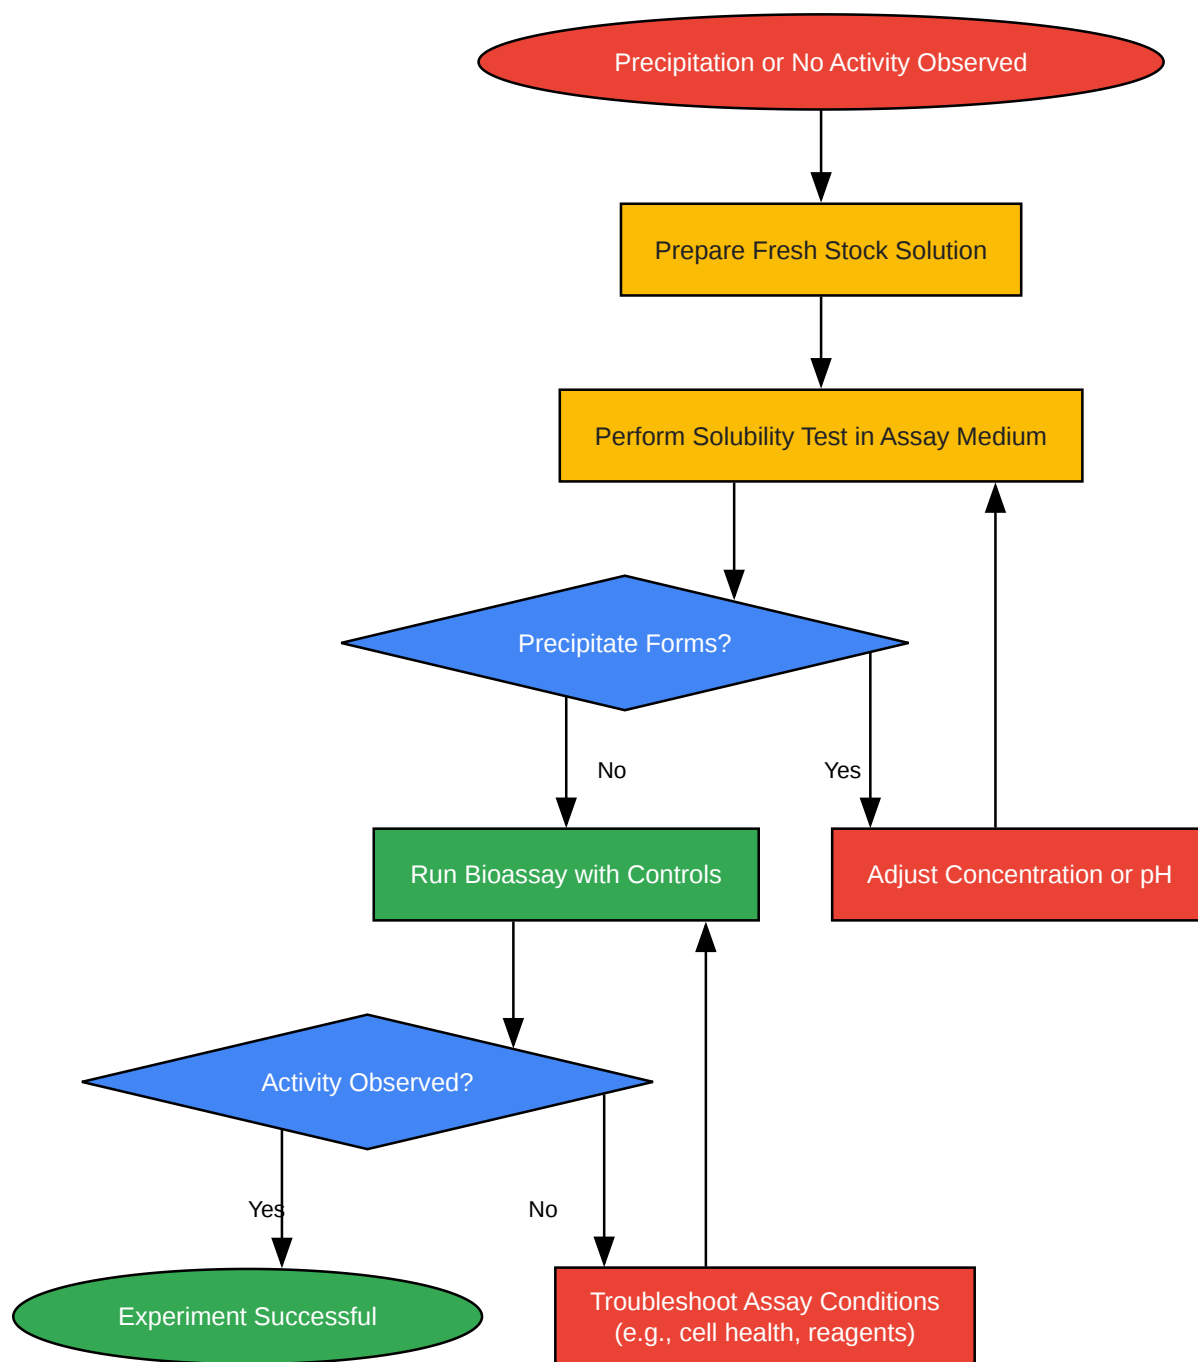 Precipitation or No Activity Observed
Prepare Fresh Stock Solution
Perform Solubility Test in Assay Medium
Precipitate Forms?
No
Yes
Run Bioassay with Controls
Adjust Concentration or pH
Activity Observed?
Yes
No
Experiment Successful
Troubleshoot Assay Conditions
(e.g., cell health, reagents)